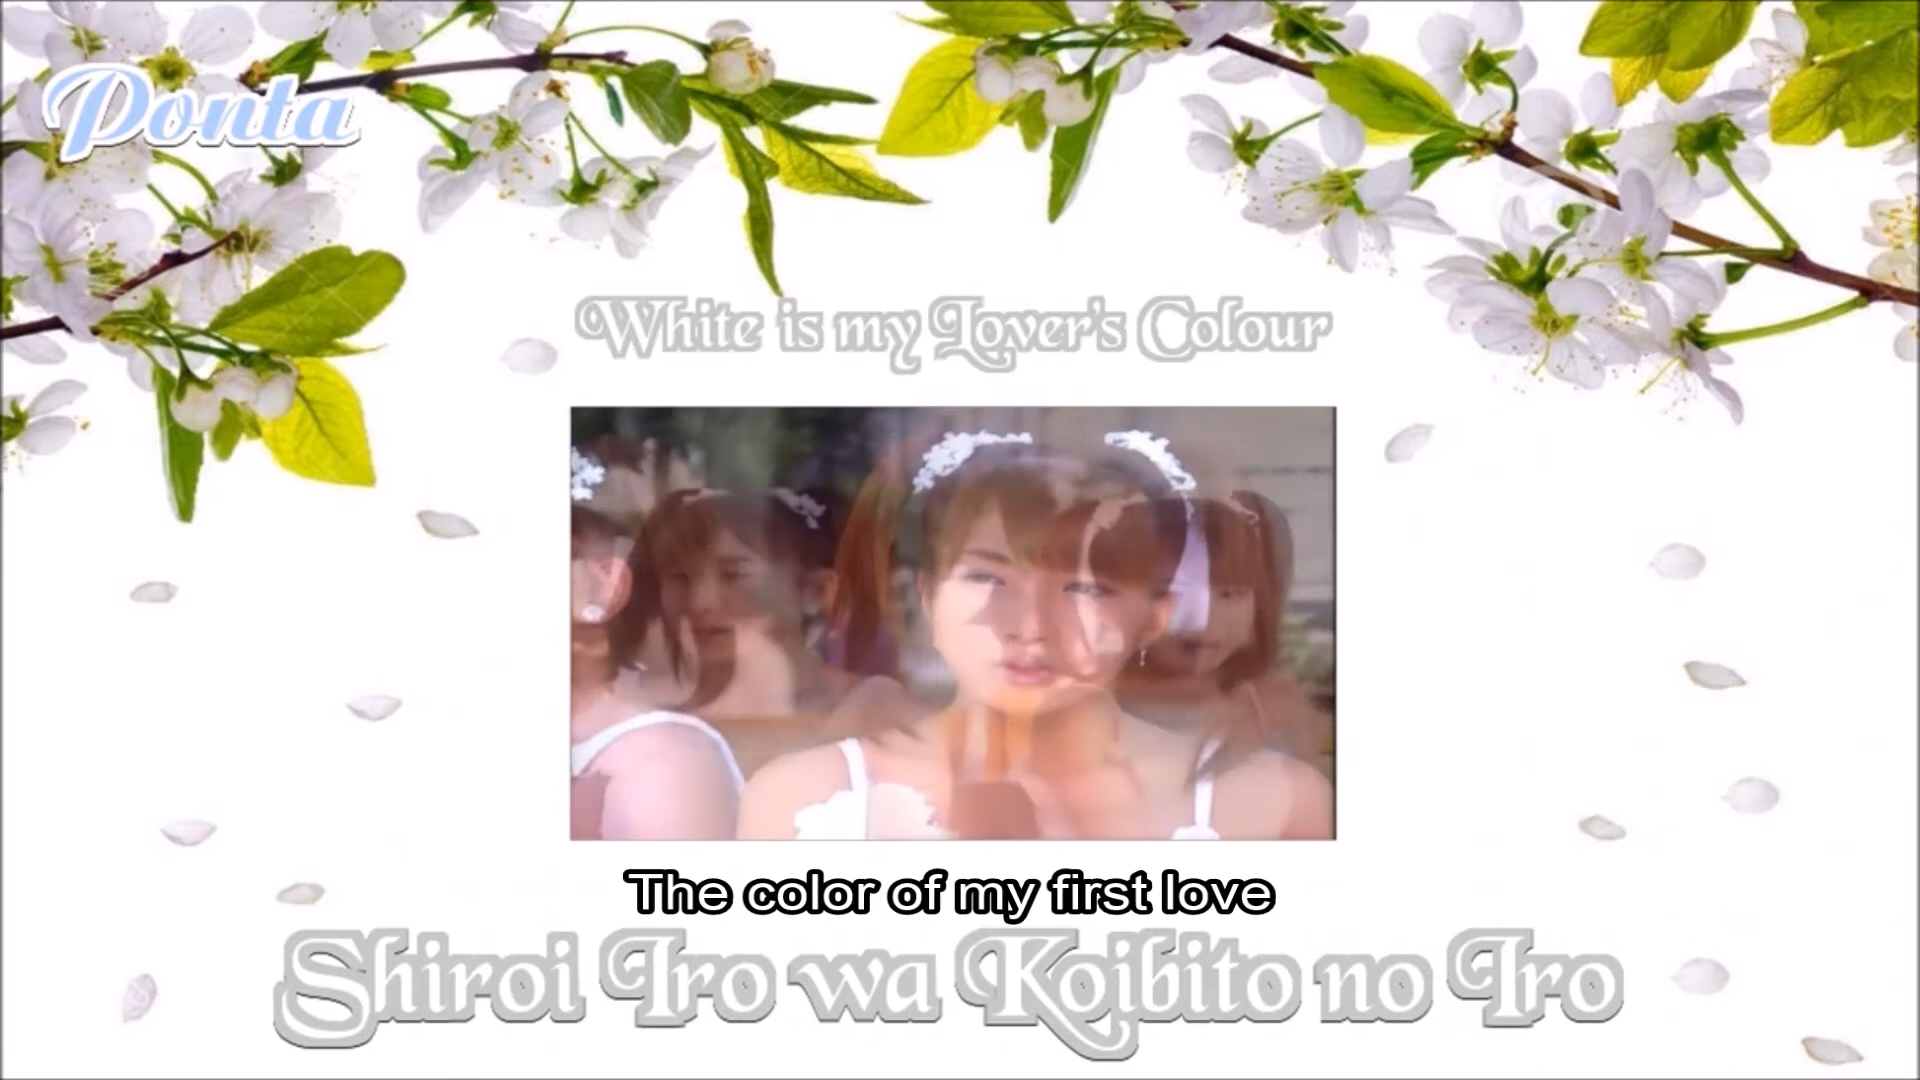 Ponta
White is my Lover's Colour
The color of my first love
Shiroi Iro wa Koibito no Iro